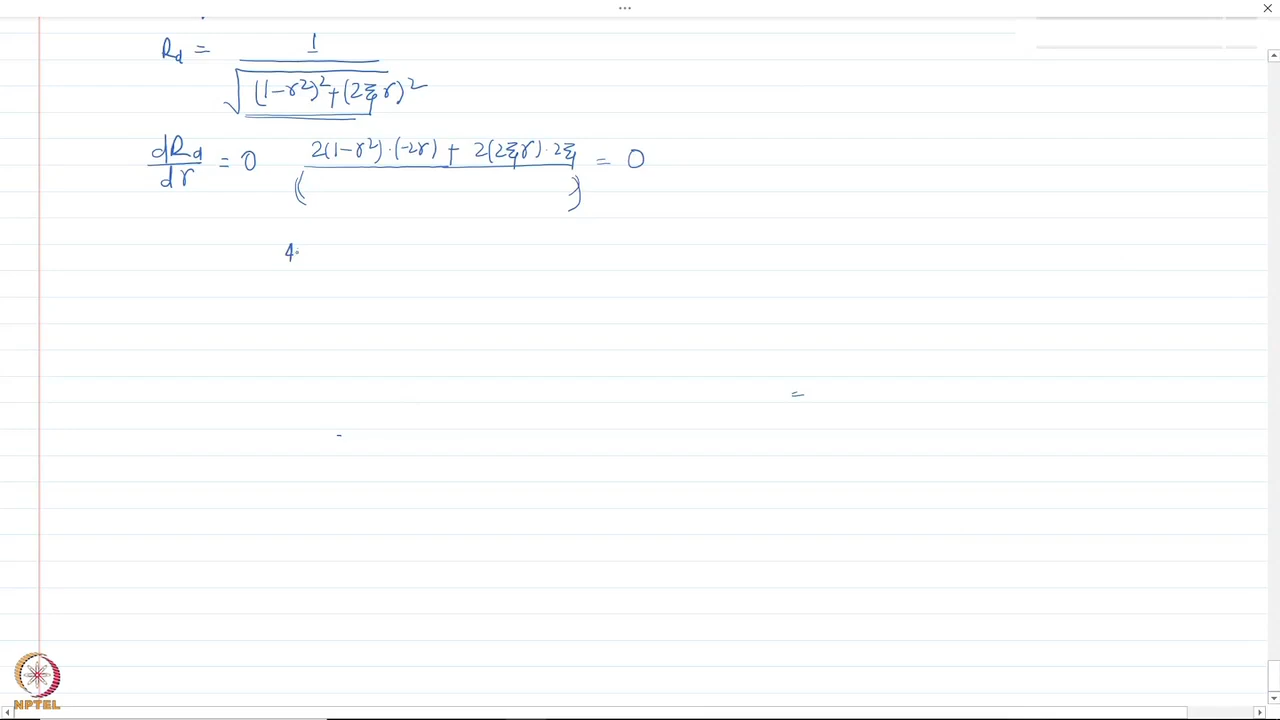 R_d = 1 / √((1-r²)² + (2ξr)²)
dR_d/dr = 0 (2(1-r²)·(-2r) + 2(2ξr)·2ξ) / ( ) = 0
4
=
-
NPTEL